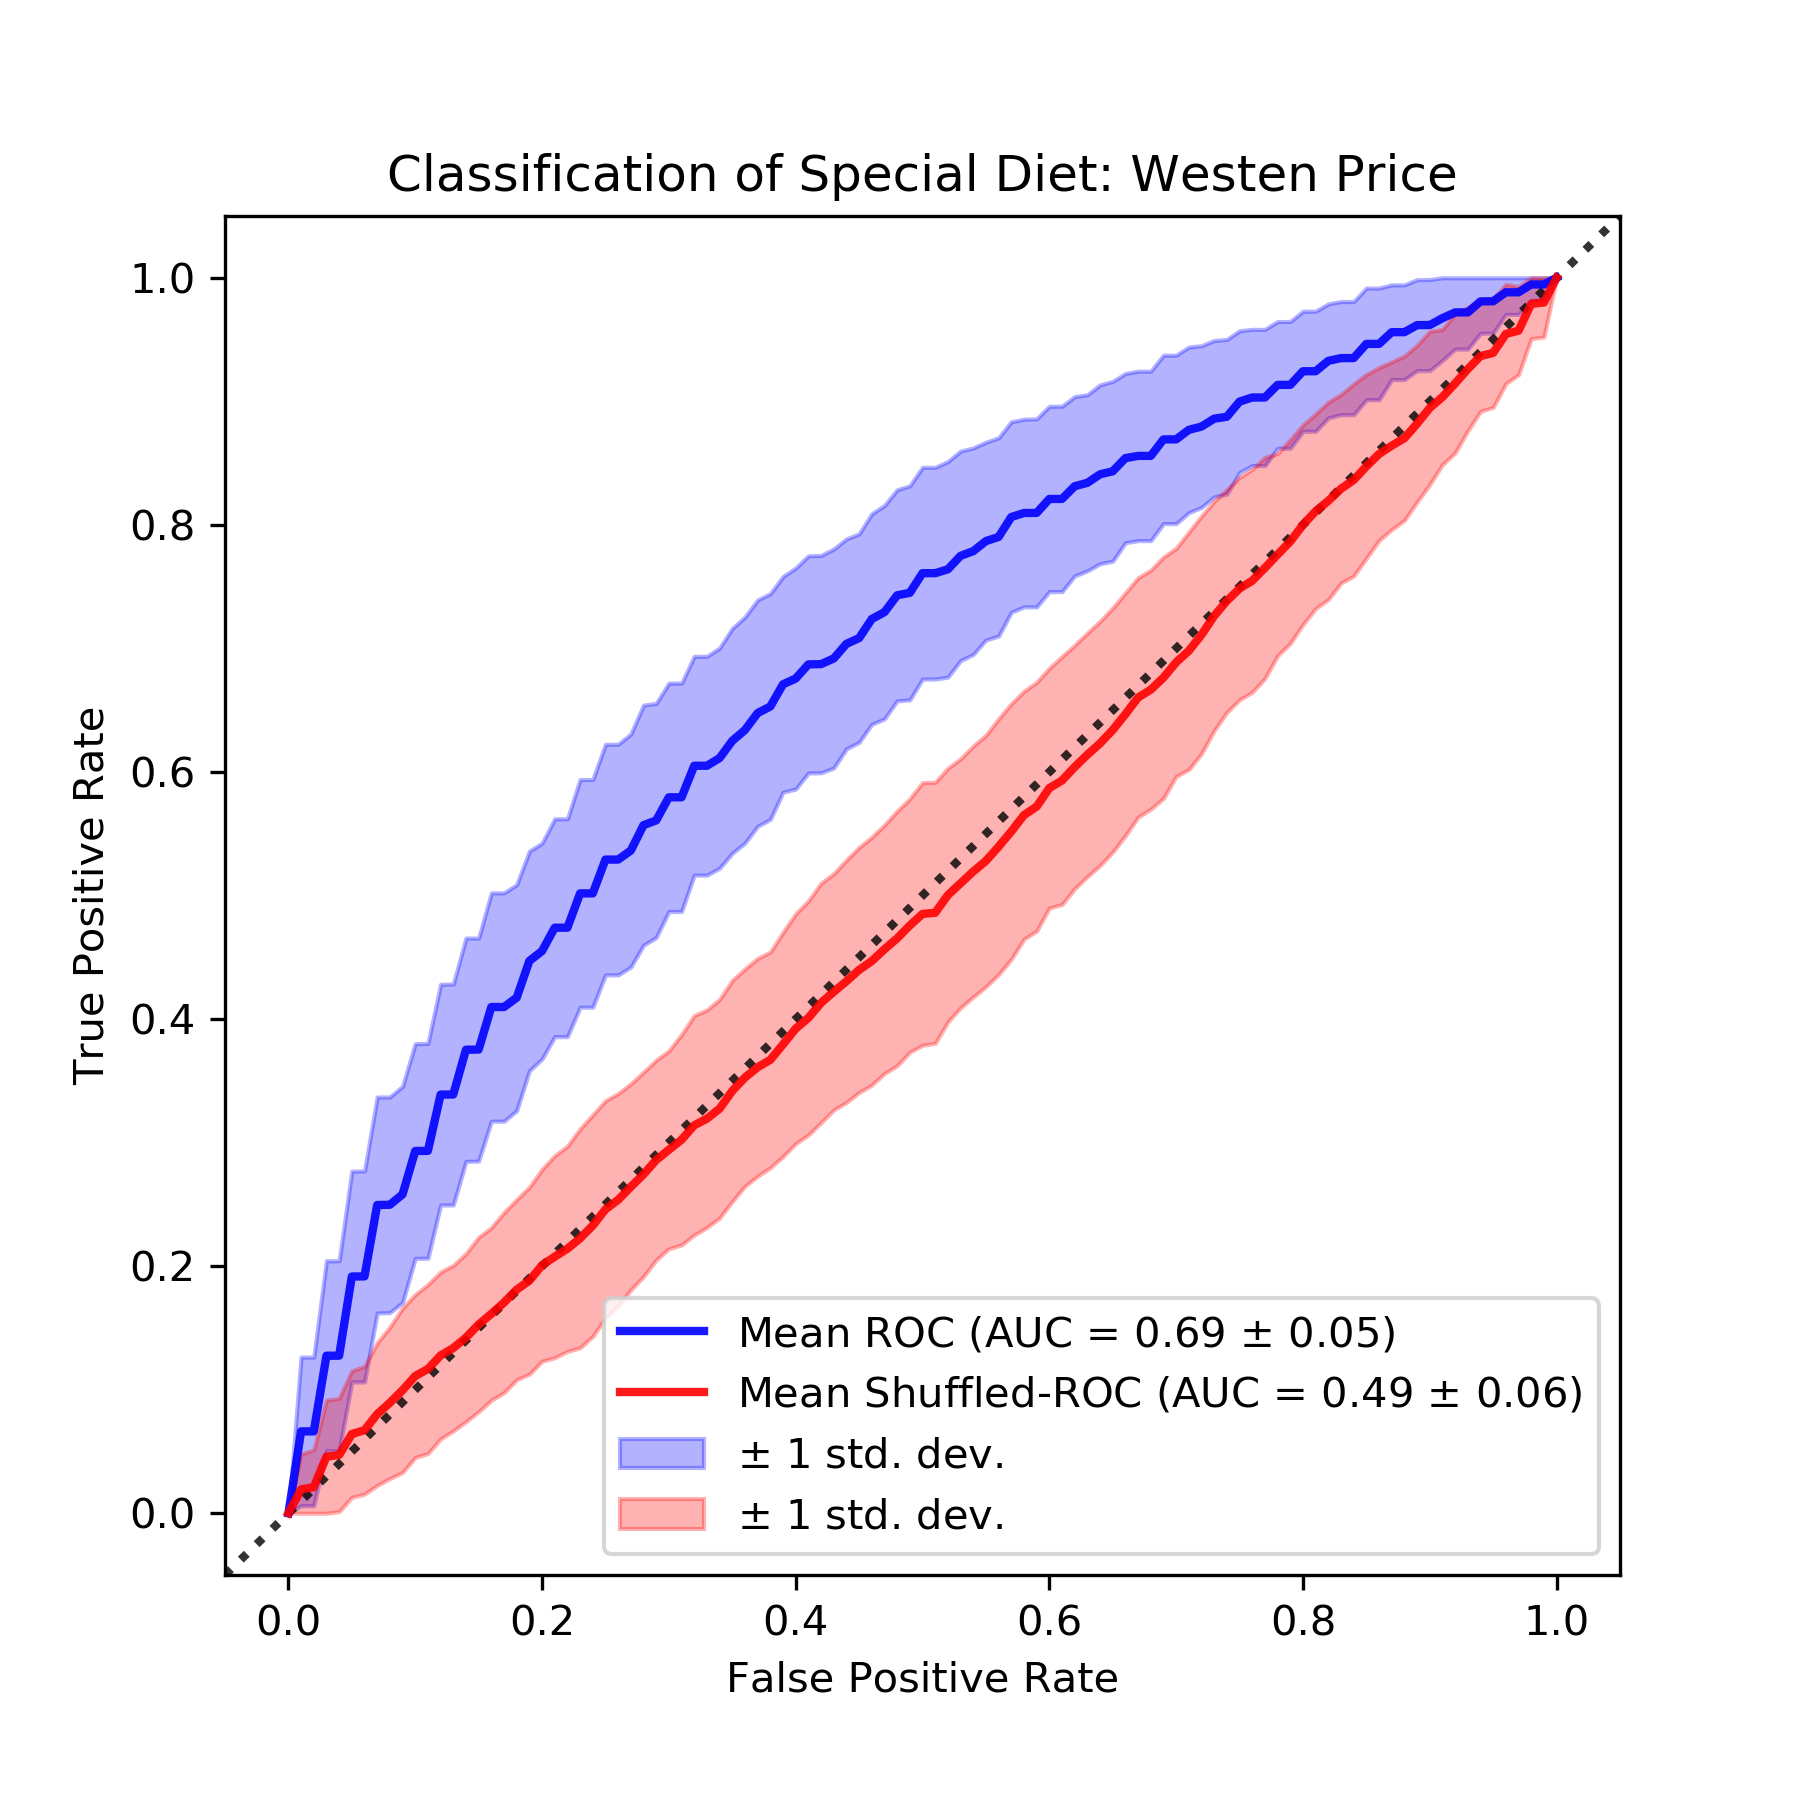 Classification of Special Diet: Westen Price
1.0
0.8
0.6
0.4
0.2
0.0
True Positive Rate
Mean ROC (AUC = 0.69 ± 0.05)
Mean Shuffled-ROC (AUC = 0.49 ± 0.06)
± 1 std. dev.
± 1 std. dev.
0.0 0.2 0.4 0.6 0.8 1.0
False Positive Rate